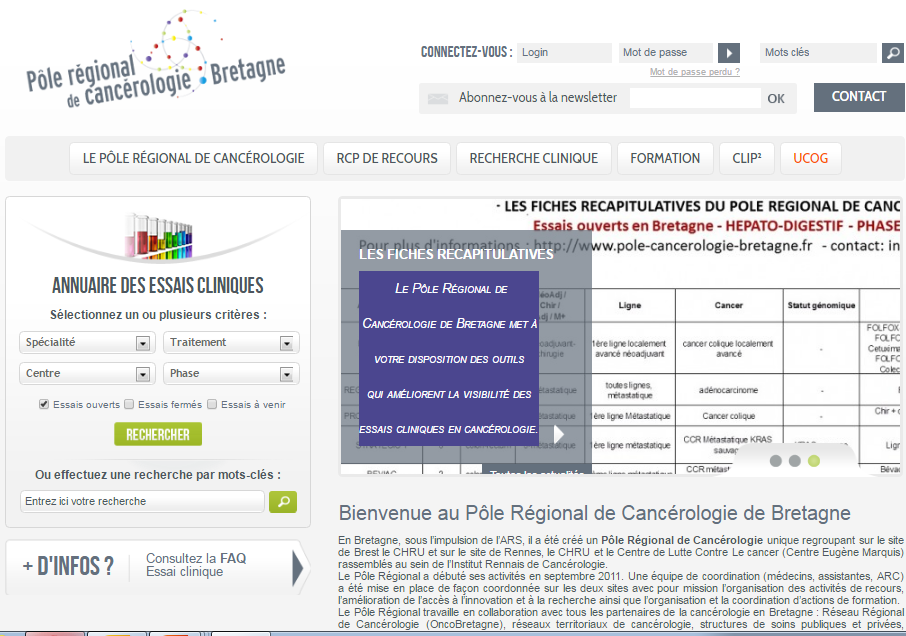 Pôle régional
de cancérologie Bretagne
CONNECTEZ-VOUS : Login Mot de passe Mots clés
Mot de passe perdu ?
Abonnez-vous à la newsletter OK CONTACT
LE PÔLE RÉGIONAL DE CANCÉROLOGIE RCP DE RECOURS RECHERCHE CLINIQUE FORMATION CLIP² UCOG
ANNUAIRE DES ESSAIS CLINIQUES
Sélectionnez un ou plusieurs critères :
Spécialité Traitement
Centre Phase
Essais ouverts Essais fermés Essais à venir
RECHERCHER
Ou effectuez une recherche par mots-clés :
Entrez ici votre recherche
+ D'INFOS ? Consultez la FAQ
Essai clinique
- LES FICHES RECAPITULATIVES DU POLE REGIONAL DE CANC
Essais ouverts en Bretagne - HEPATO-DIGESTIF - PHASE
Pour plus d'informations : http://www.pole-cancerologie-bretagne.fr - contact: in
LES FICHES RECAPITULATIVES
LE PÔLE RÉGIONAL DE
CANCÉROLOGIE DE BRETAGNE MET À
VOTRE DISPOSITION DES OUTILS
QUI AMÉLIORENT LA VISIBILITÉ DES
ESSAIS CLINIQUES EN CANCÉROLOGIE.
Ligne Cancer Statut génomique
1ère ligne localement
avancé néoadjuvant
cancer colique localement
avancé
-
FOLFOX
FOLFC
Cetuxima
FOLFC
toutes lignes,
métastatique
adénocarcinome
-
1ère ligne Métastatique Cancer colique - Chir +
1ère ligne métastatique
CCR Métastatique KRAS
Bienvenue au Pôle Régional de Cancérologie de Bretagne
En Bretagne, sous l'impulsion de l'ARS, il a été créé un Pôle Régional de Cancérologie unique regroupant sur le site
de Brest le CHRU et sur le site de Rennes, le CHRU et le Centre de Lutte Contre Le cancer (Centre Eugène Marquis)
rassemblés au sein de l'Institut Rennais de Cancérologie.
Le Pôle Régional a débuté ses activités en septembre 2011. Une équipe de coordination (médecins, assistantes, ARC)
a été mise en place de façon coordonnée sur les deux sites avec pour mission l'organisation des activités de recours,
l'amélioration de l'accès à l'innovation et à la recherche ainsi que l'organisation et la coordination d'actions de formation.
Le Pôle Régional travaille en collaboration avec tous les partenaires de la cancérologie en Bretagne : Réseau Régional
de Cancérologie (OncoBretagne), réseaux territoriaux de cancérologie, structures de soins publiques et privées,